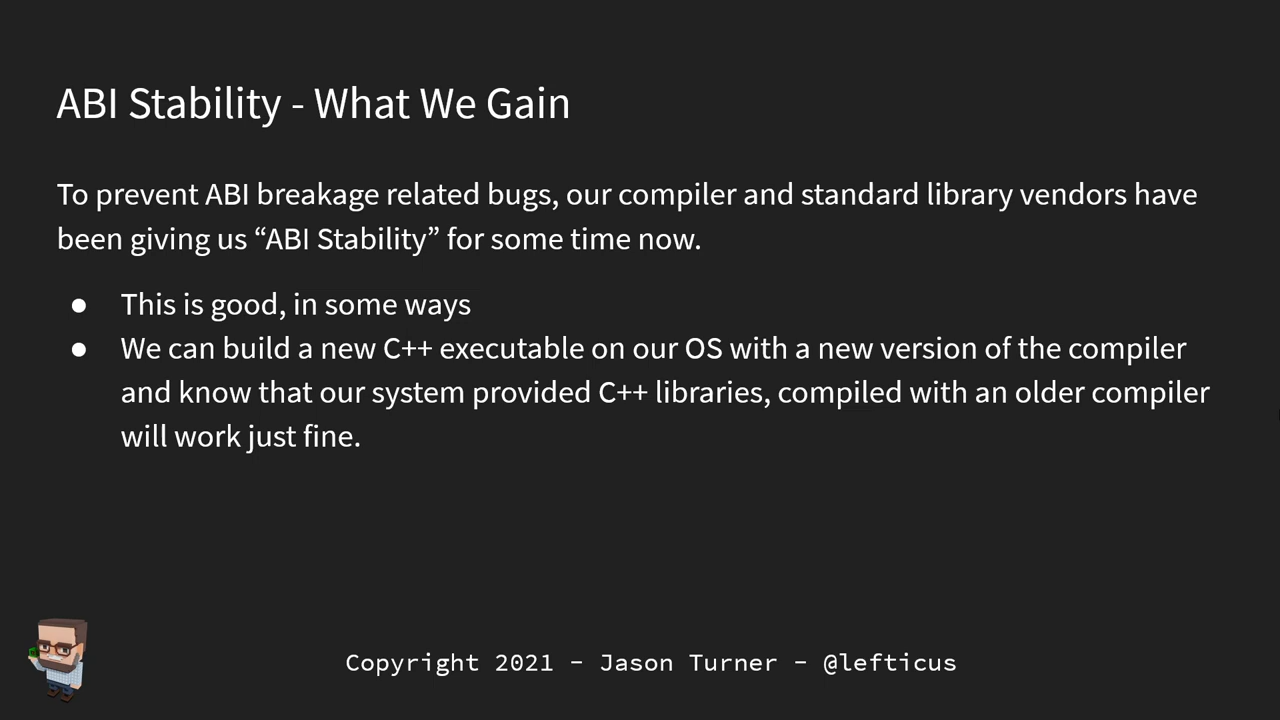 ABI Stability - What We Gain
To prevent ABI breakage related bugs, our compiler and standard library vendors have
been giving us “ABI Stability” for some time now.
● This is good, in some ways
● We can build a new C++ executable on our OS with a new version of the compiler
and know that our system provided C++ libraries, compiled with an older compiler
will work just fine.
Copyright 2021 - Jason Turner - @lefticus